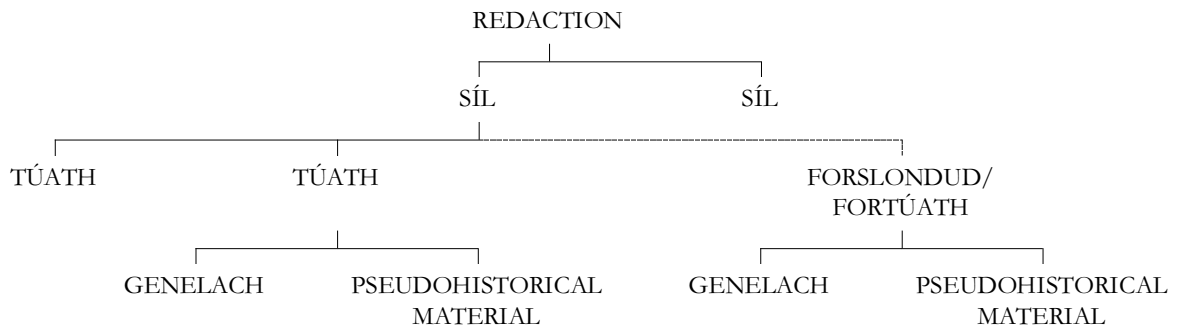 REDACTION
SÍL SÍL
TÚATH TÚATH FORSLONDUD/
FORTÚATH
GENELACH PSEUDOHISTORICAL GENELACH PSEUDOHISTORICAL
MATERIAL MATERIAL